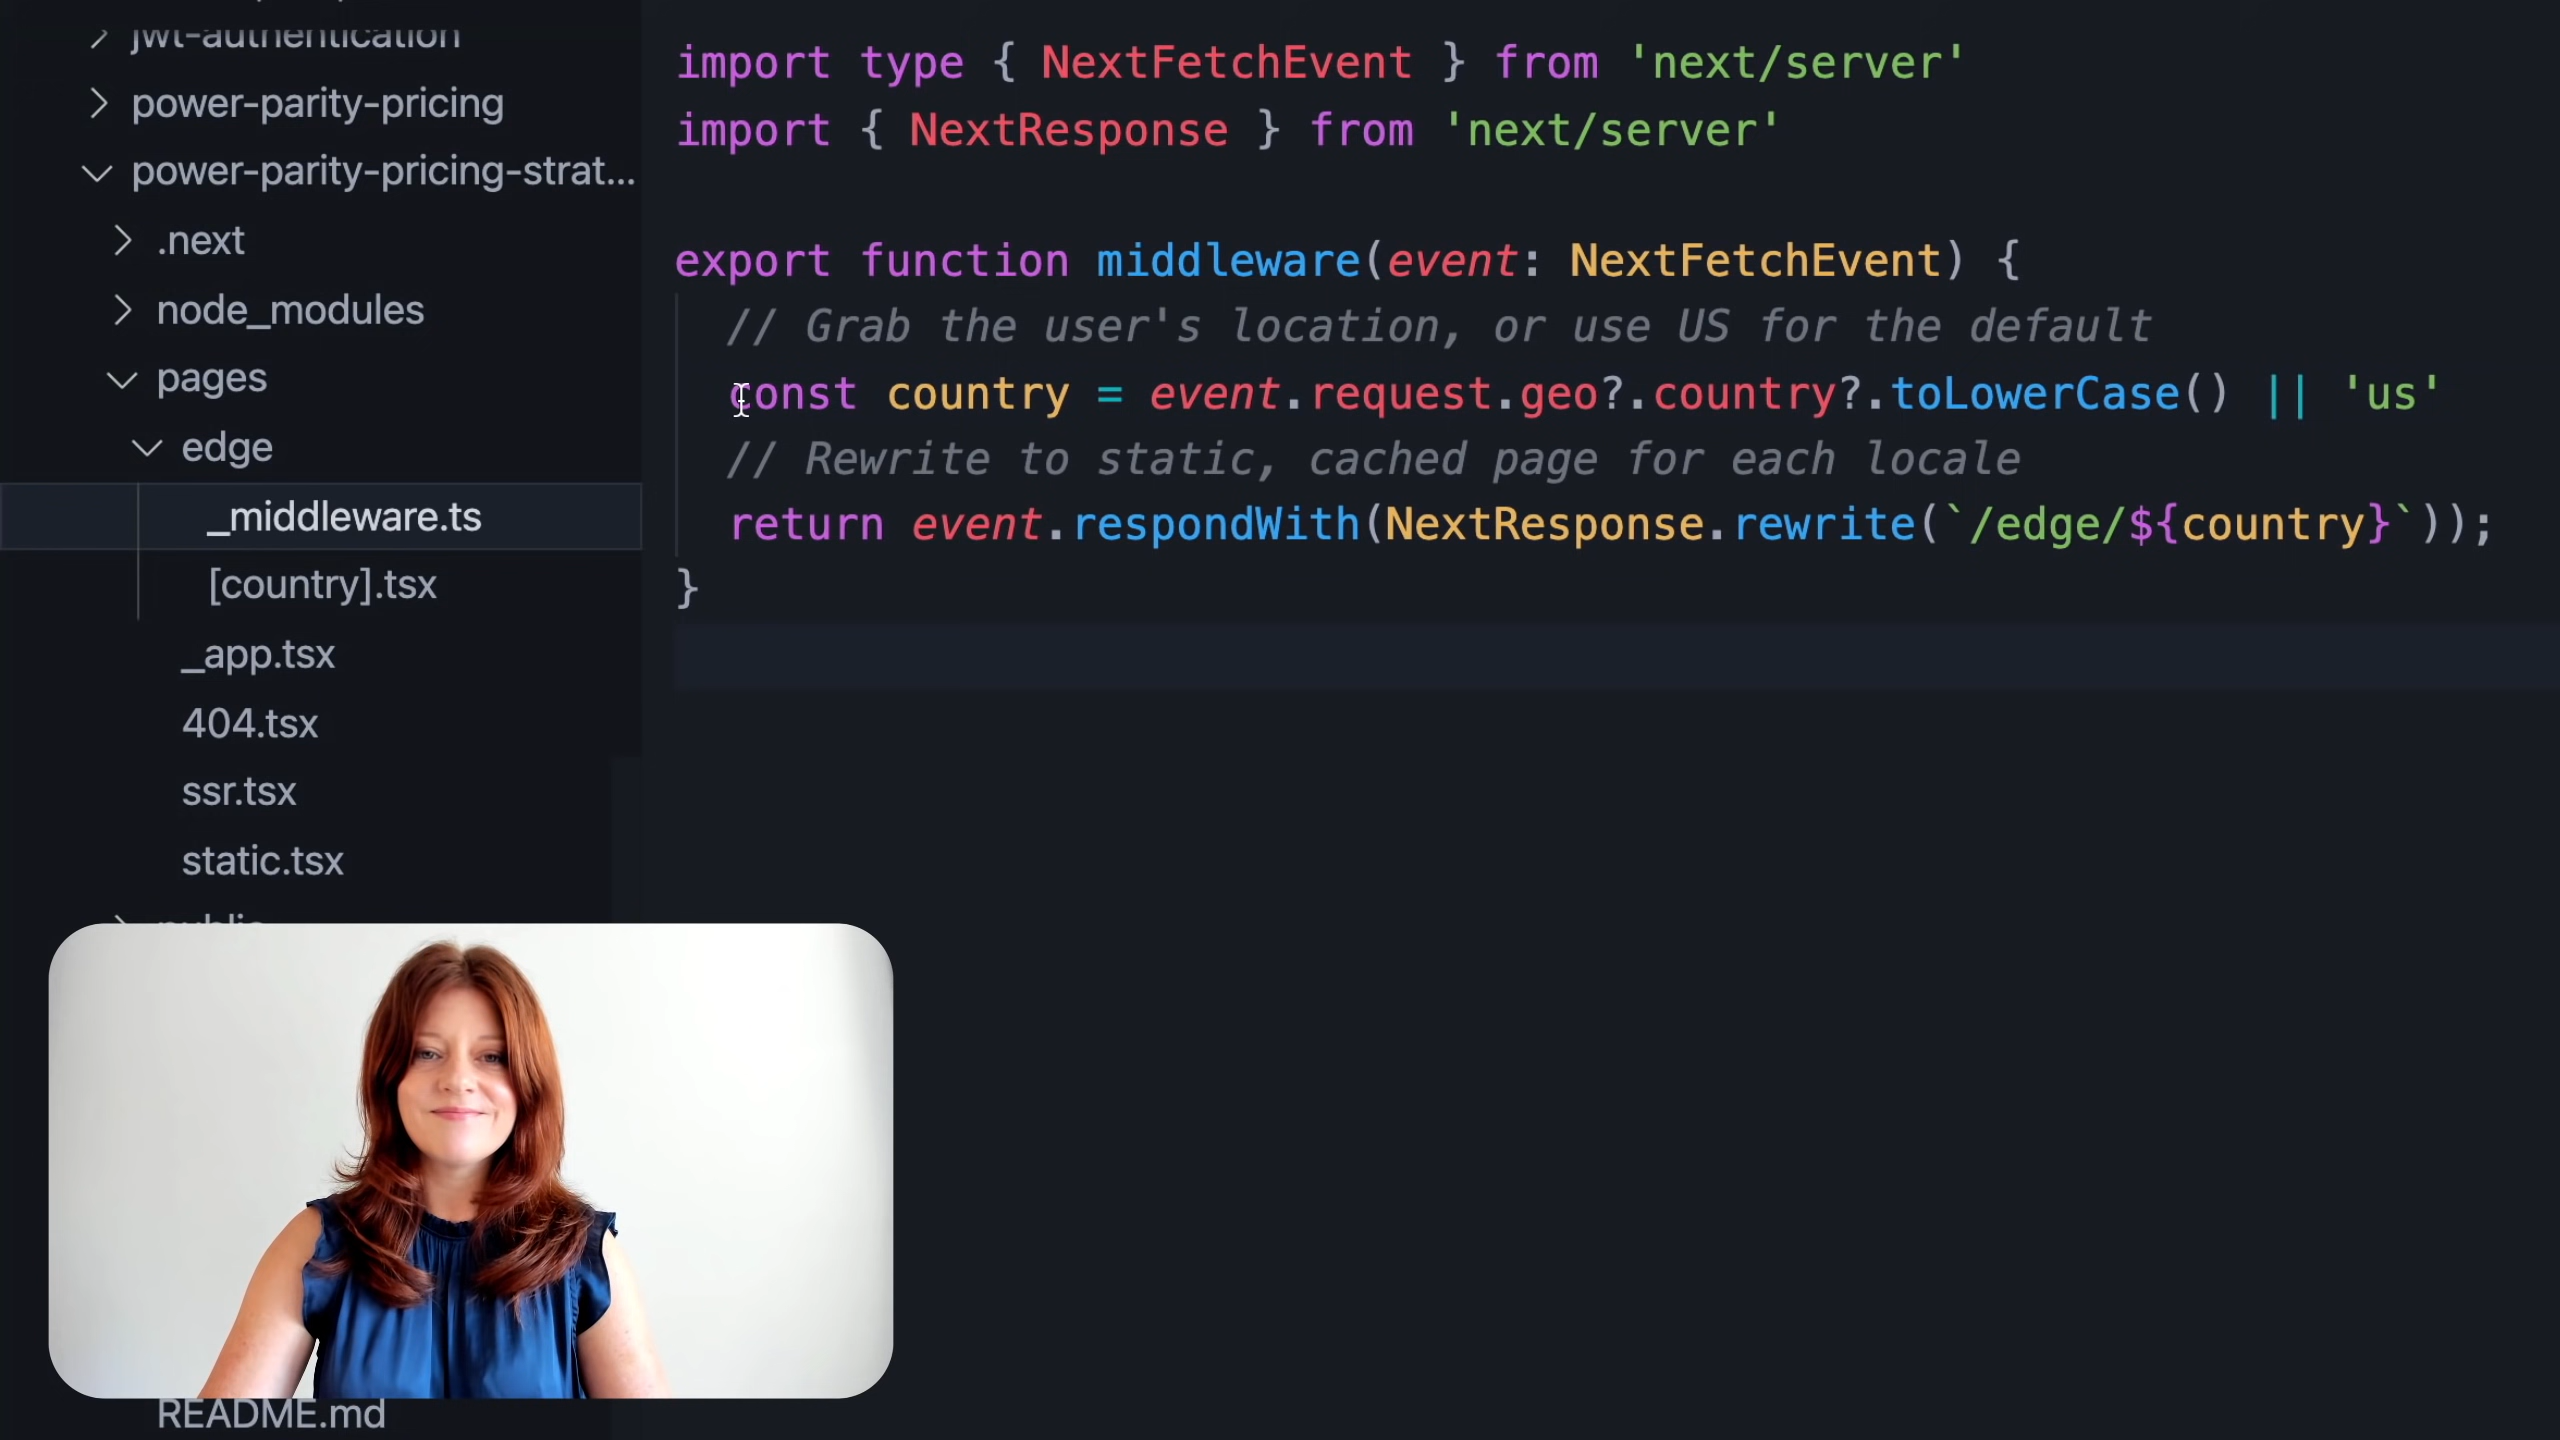 jwt-authentication
power-parity-pricing
power-parity-pricing-strat...
.next
node_modules
pages
edge
_middleware.ts
[country].tsx
_app.tsx
404.tsx
ssr.tsx
static.tsx
public
README.md
import type { NextFetchEvent } from 'next/server'
import { NextResponse } from 'next/server'
export function middleware(event: NextFetchEvent) {
// Grab the user's location, or use US for the default
const country = event.request.geo?.country?.toLowerCase() || 'us'
// Rewrite to static, cached page for each locale
return event.respondWith(NextResponse.rewrite(`/edge/${country}`));
}